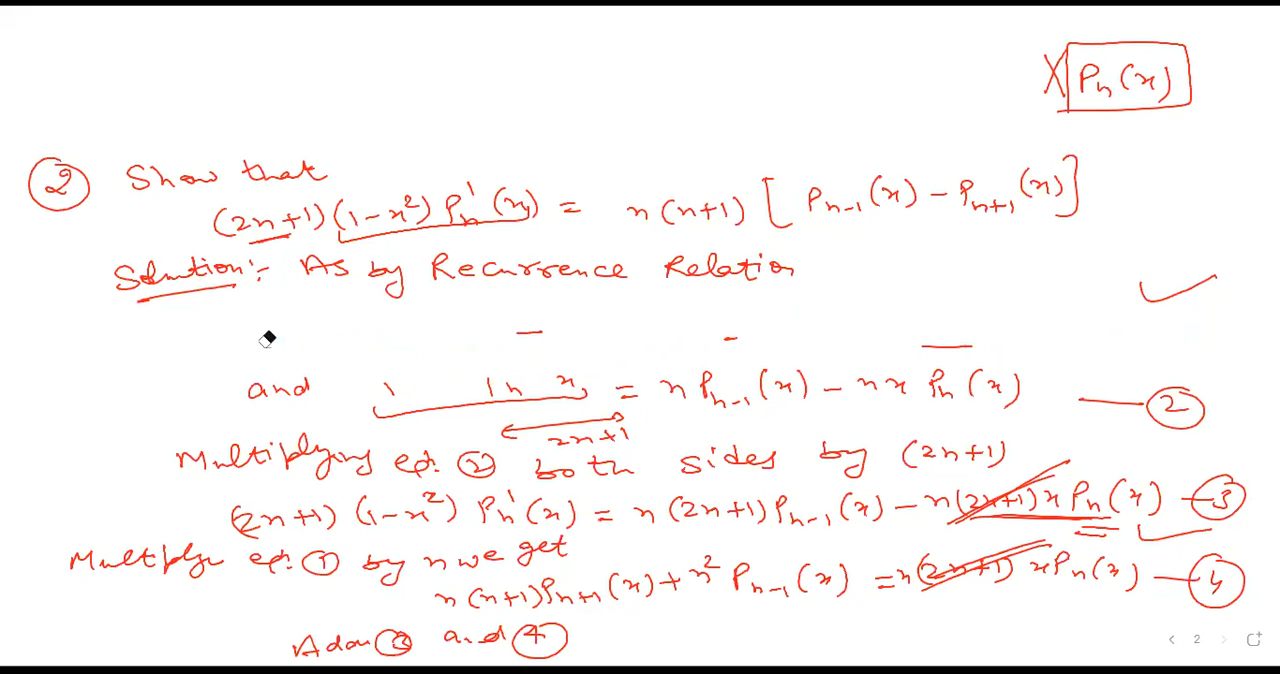 Pn(x)
② Show that
(2n+1)(1-x²) Pn'(x) = n(n+1) [Pn-1(x) - Pn+1(x)]
Solution:- As by Recurrence Relation
and = n Pn-1(x) - nx Pn(x) — ②
2n+1
Multiplying eq. ② both sides by (2n+1)
(2n+1) (1-x²) Pn'(x) = n(2n+1)Pn-1(x) - n(2n+1)x Pn(x) — ③
Multiply eq. ① by n we get
n(n+1)Pn+1(x) + n² Pn-1(x) = n(2n+1) xPn(x) — ④
③ and ④
< 2 >